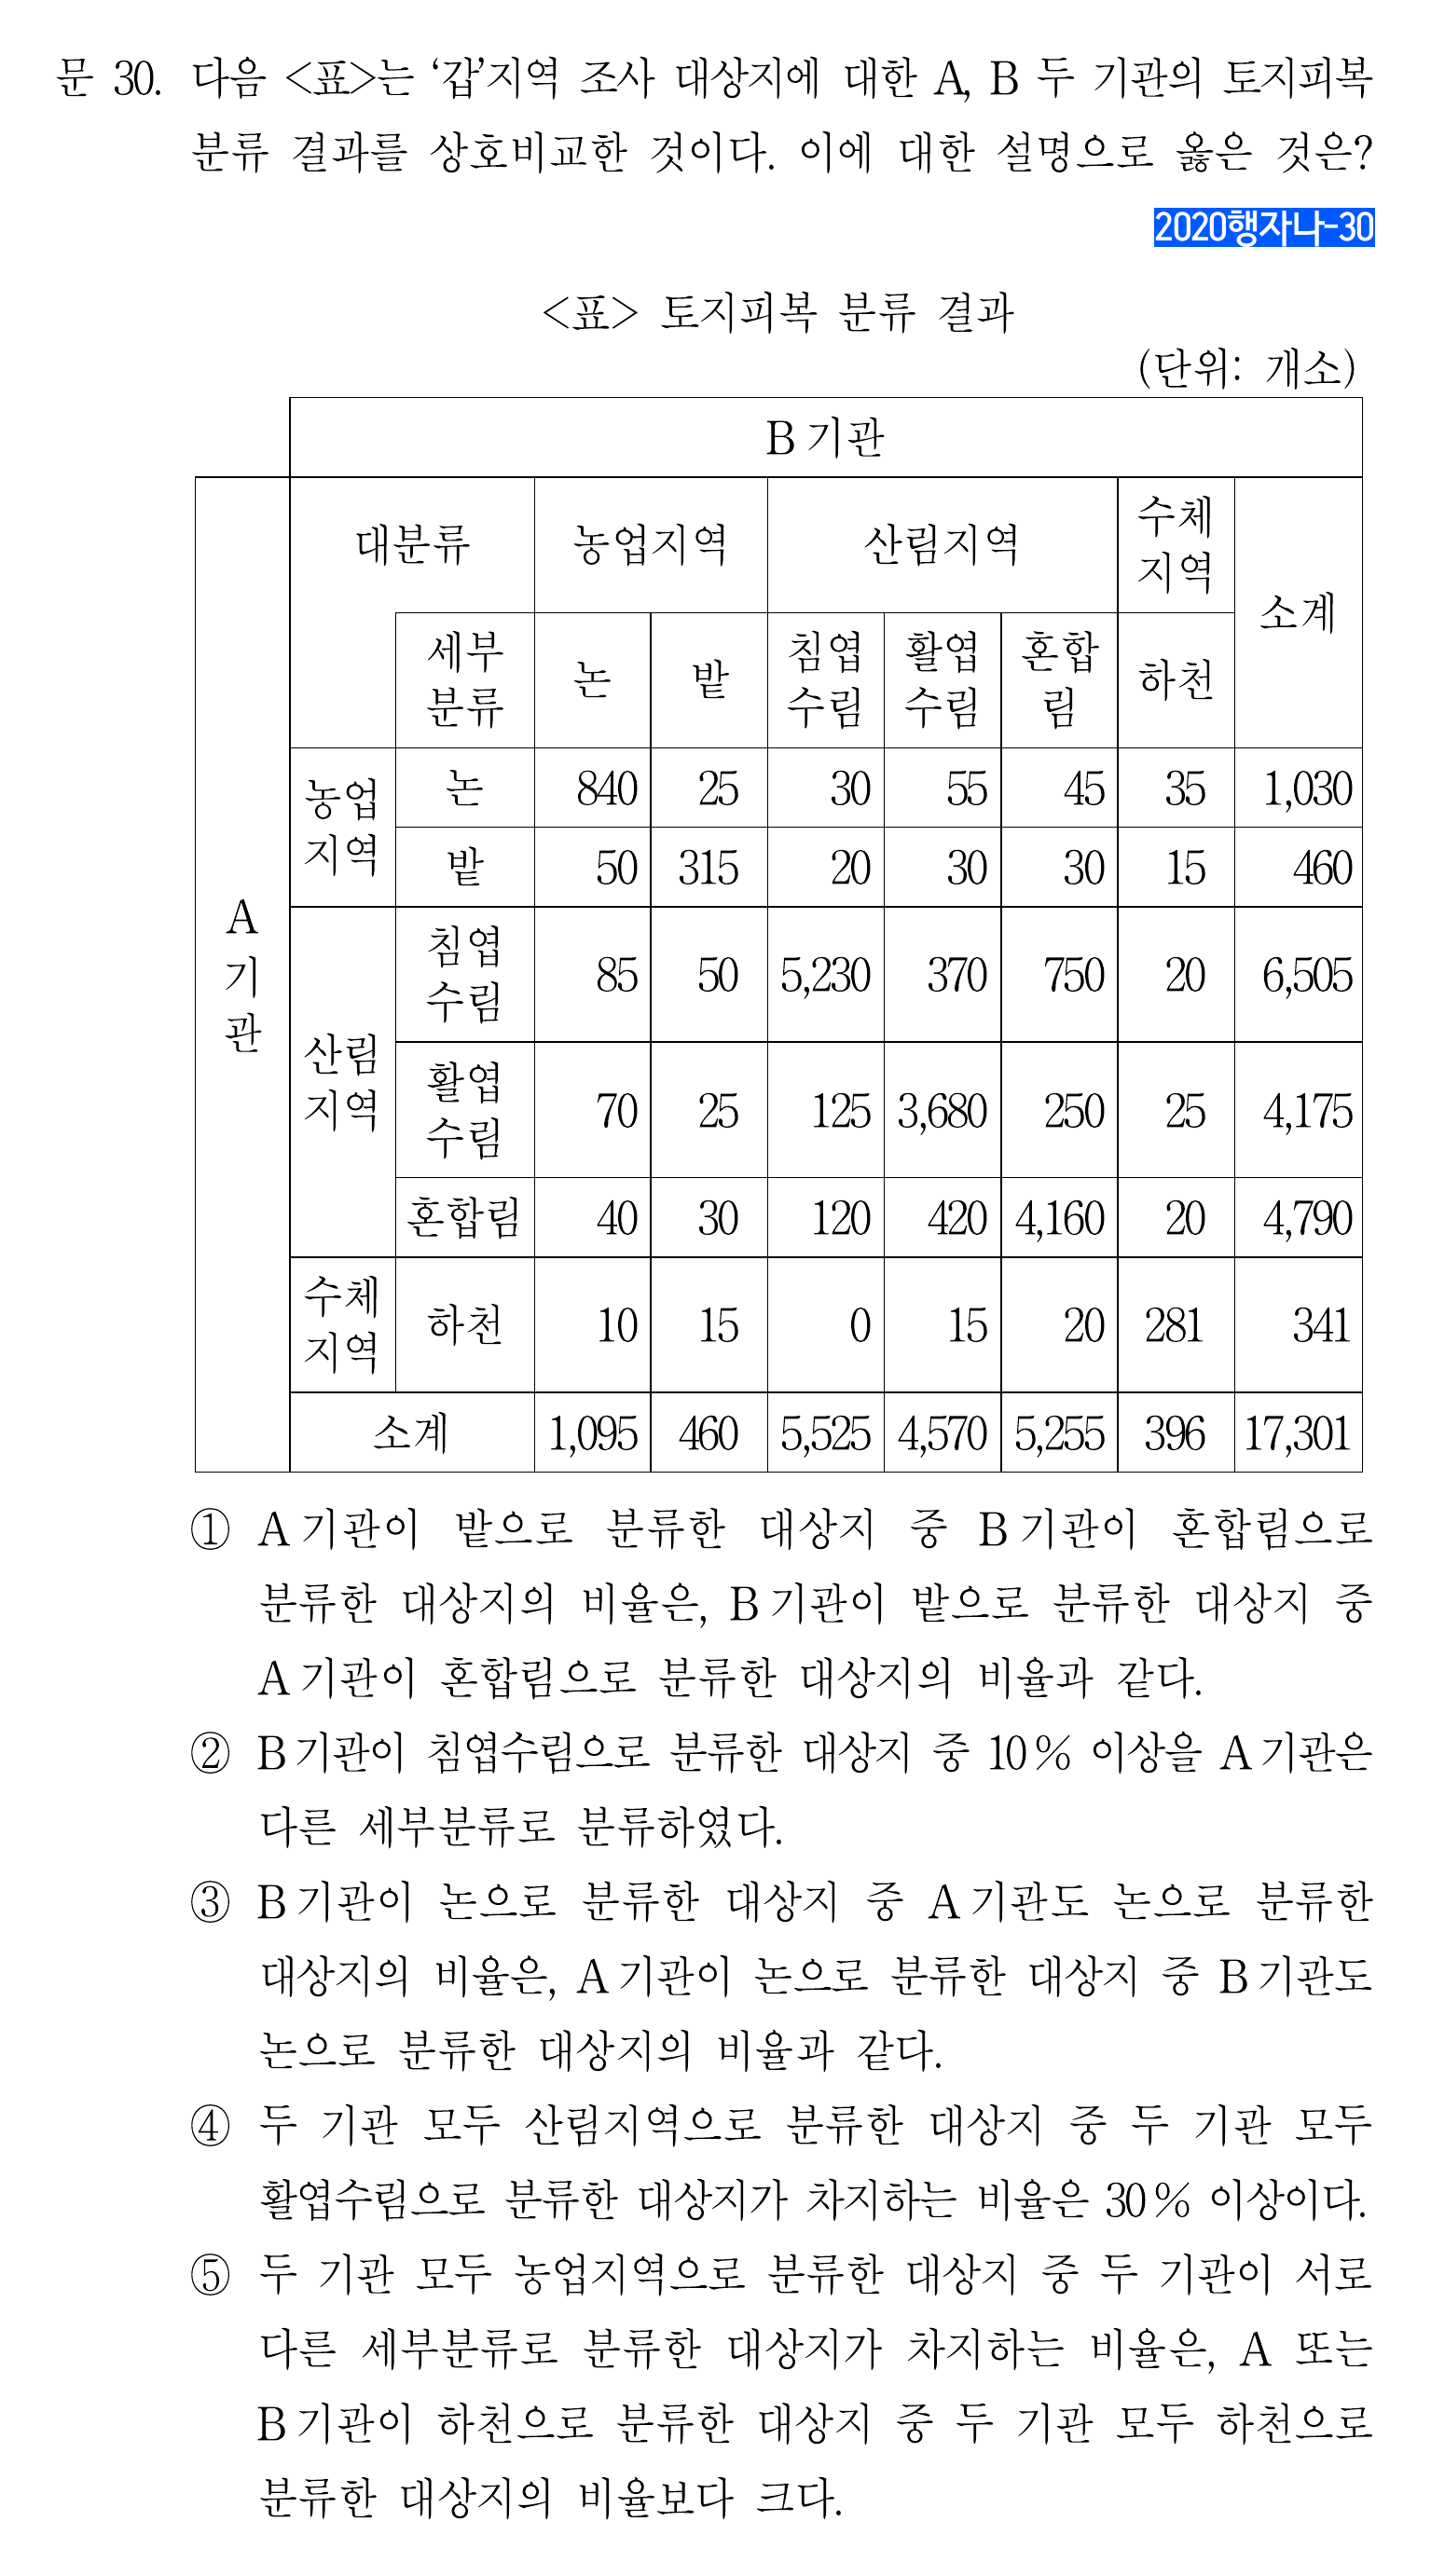 문 30. 다음 <표>는 ‘갑’지역 조사 대상지에 대한 A, B 두 기관의 토지피복
분류 결과를 상호비교한 것이다. 이에 대한 설명으로 옳은 것은?
2020행자나-30
<표> 토지피복 분류 결과
(단위: 개소)
B기관
대분류 농업지역 산림지역 수체지역 소계
세부분류 논 밭 침엽수림 활엽수림 혼합림 하천
A기관
농업지역 논 840 25 30 55 45 35 1,030
밭 50 315 20 30 30 15 460
산림지역 침엽수림 85 50 5,230 370 750 20 6,505
활엽수림 70 25 125 3,680 250 25 4,175
혼합림 40 30 120 420 4,160 20 4,790
수체지역 하천 10 15 0 15 20 281 341
소계 1,095 460 5,525 4,570 5,255 396 17,301
① A기관이 밭으로 분류한 대상지 중 B기관이 혼합림으로
분류한 대상지의 비율은, B기관이 밭으로 분류한 대상지 중
A기관이 혼합림으로 분류한 대상지의 비율과 같다.
② B기관이 침엽수림으로 분류한 대상지 중 10% 이상을 A기관은
다른 세부분류로 분류하였다.
③ B기관이 논으로 분류한 대상지 중 A기관도 논으로 분류한
대상지의 비율은, A기관이 논으로 분류한 대상지 중 B기관도
논으로 분류한 대상지의 비율과 같다.
④ 두 기관 모두 산림지역으로 분류한 대상지 중 두 기관 모두
활엽수림으로 분류한 대상지가 차지하는 비율은 30% 이상이다.
⑤ 두 기관 모두 농업지역으로 분류한 대상지 중 두 기관이 서로
다른 세부분류로 분류한 대상지가 차지하는 비율은, A 또는
B기관이 하천으로 분류한 대상지 중 두 기관 모두 하천으로
분류한 대상지의 비율보다 크다.